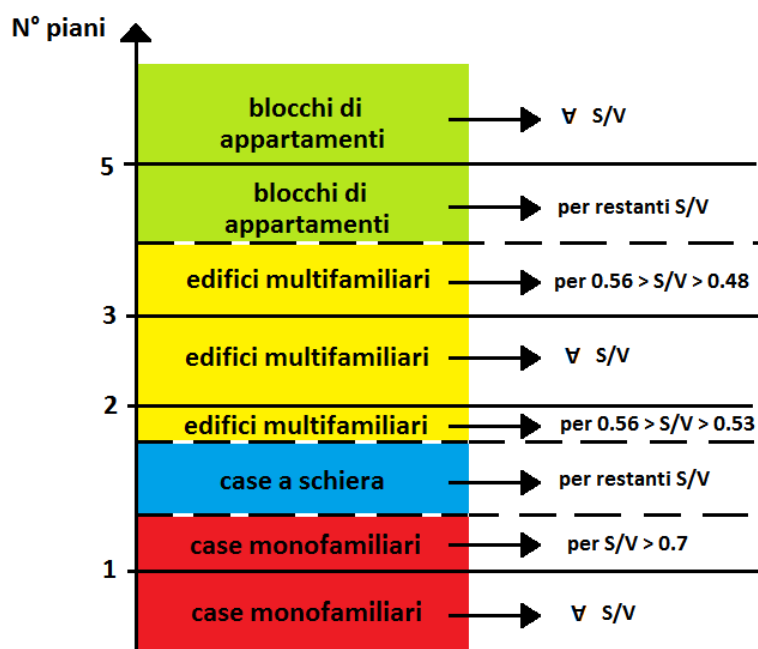 N° piani
blocchi di
appartamenti
∀ S/V
5
blocchi di
appartamenti
per restanti S/V
edifici multifamiliari
per 0.56 > S/V > 0.48
3
edifici multifamiliari
∀ S/V
2
edifici multifamiliari
per 0.56 > S/V > 0.53
case a schiera
per restanti S/V
case monofamiliari
per S/V > 0.7
1
case monofamiliari
∀ S/V